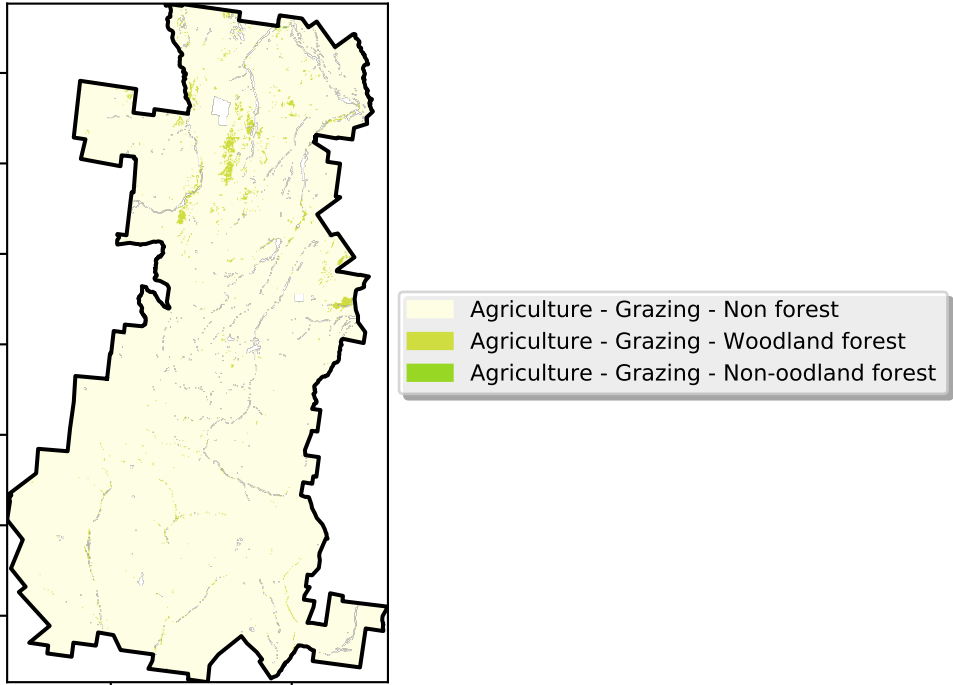 Agriculture - Grazing - Non forest
Agriculture - Grazing - Woodland forest
Agriculture - Grazing - Non-oodland forest